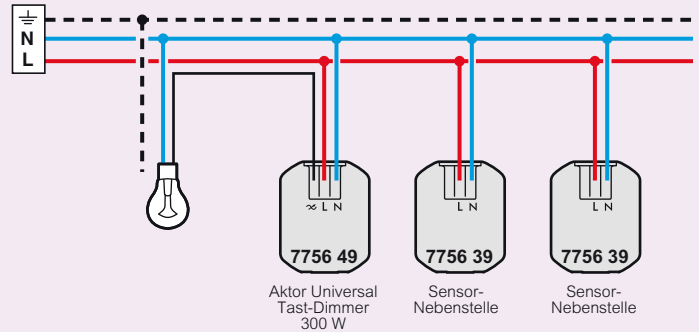 N
L
≈ L N
L N
L N
7756 49
7756 39
7756 39
Aktor Universal
Tast-Dimmer
300 W
Sensor-
Nebenstelle
Sensor-
Nebenstelle